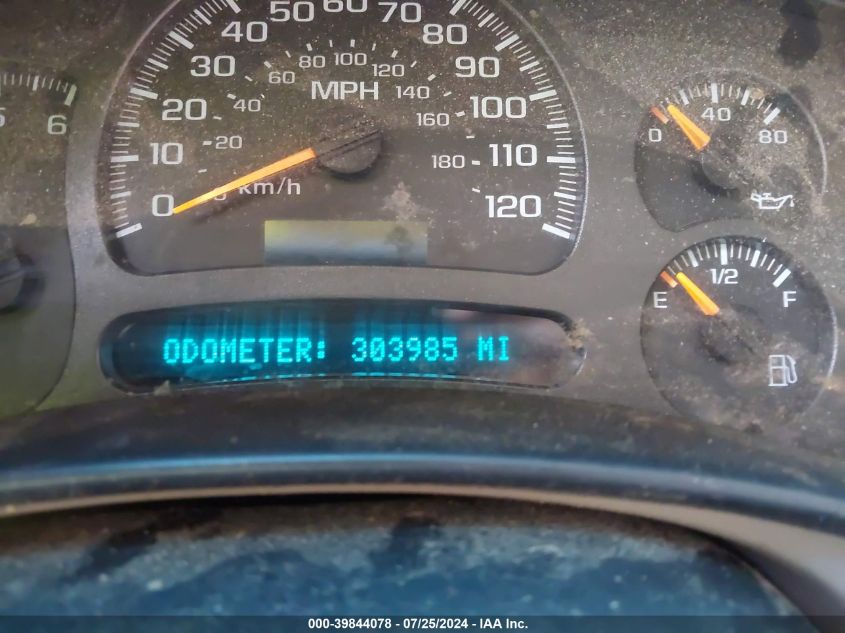 50 60 70
40 80
30 90
60 80 100 120
MPH 140
20 40 100
160
20
10 180 110
0 km/h 120
5 6
0 40 80
E 1/2 F
ODOMETER: 303985 MI
000-39844078 - 07/25/2024 - IAA Inc.